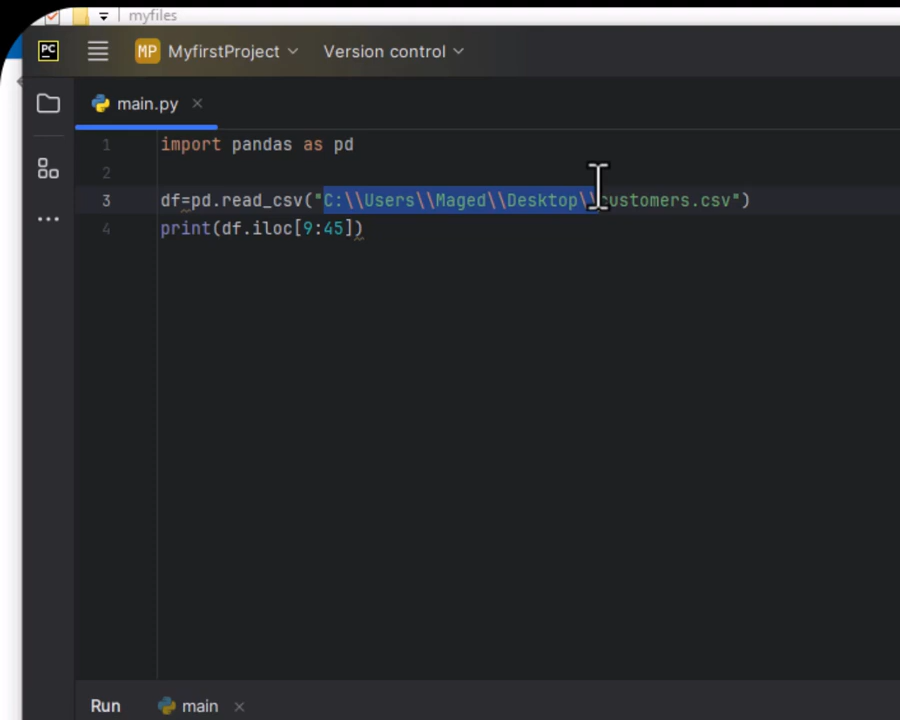 myfiles
PC MP MyfirstProject Version control
main.py
1 import pandas as pd
2
3 df=pd.read_csv("C:\\Users\\Maged\\Desktop\\customers.csv")
4 print(df.iloc[9:45])
Run main